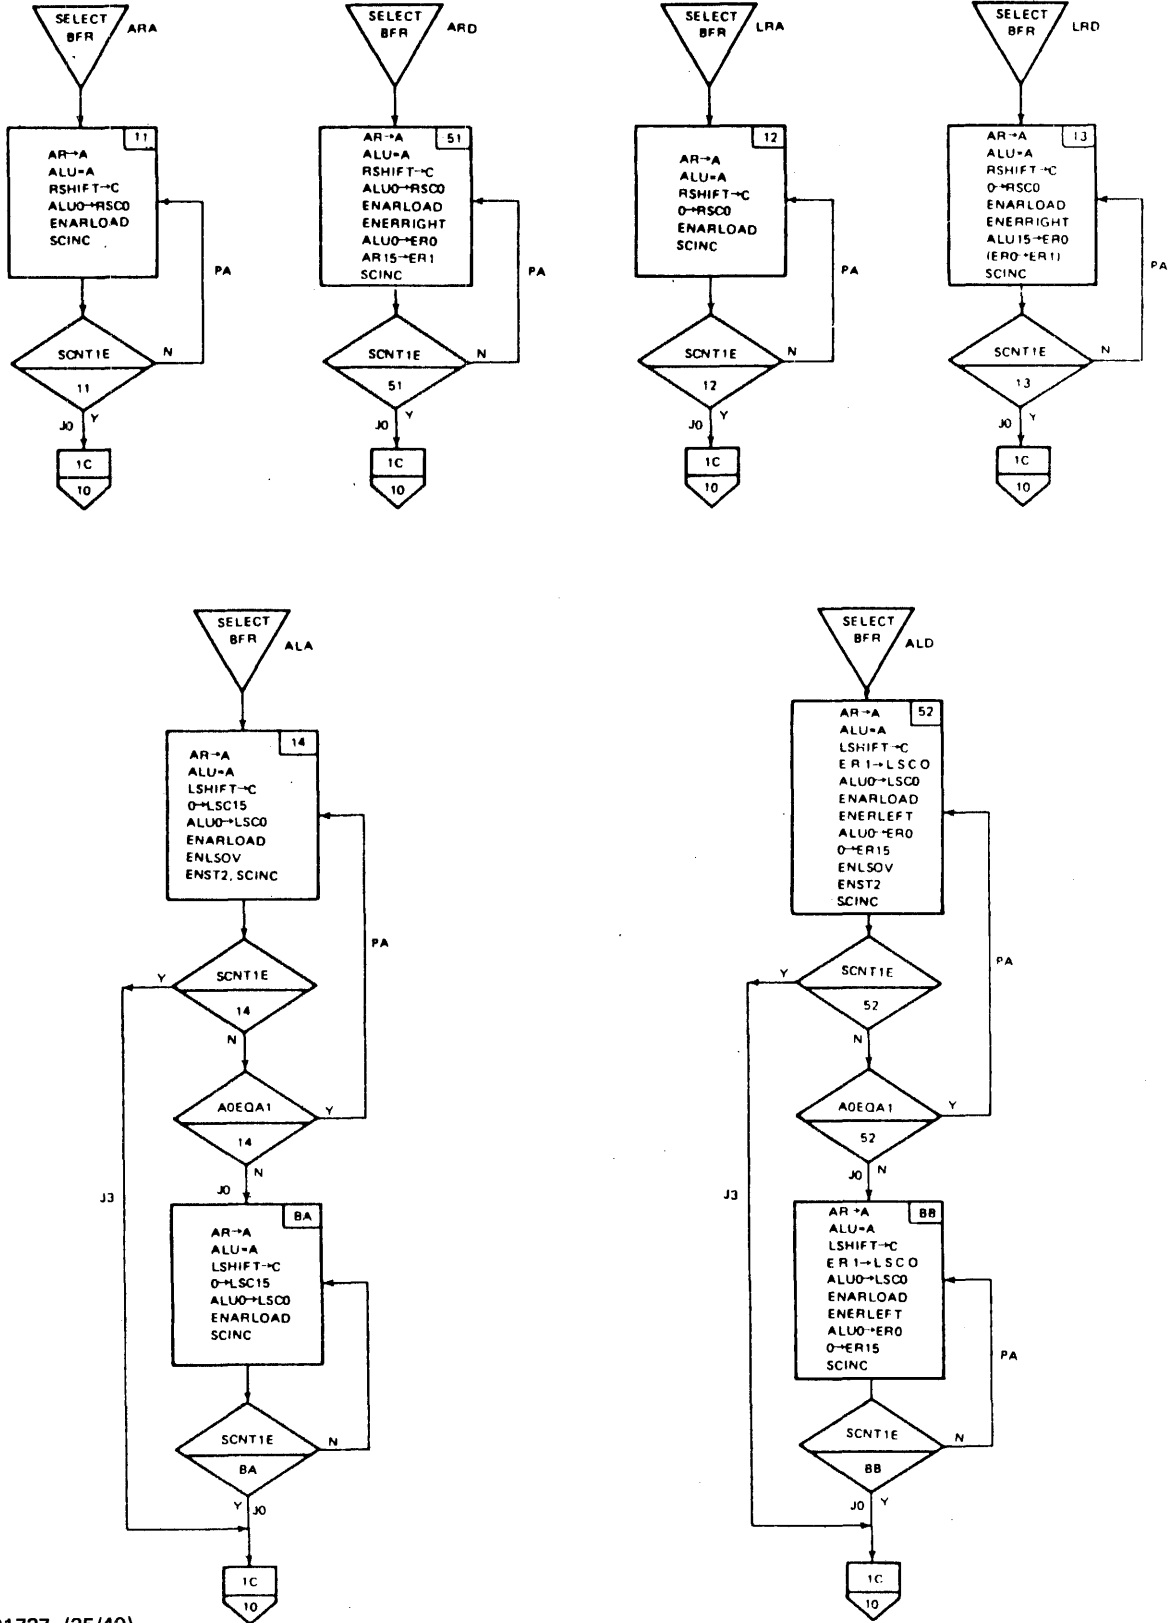 SELECT
BFR
ARA
11
AR→A
ALU=A
RSHIFT→C
ALU0→RSC0
ENARLOAD
SCINC
PA
SCNT1E
N
11
J0 Y
1C
10
SELECT
BFR
ARD
51
AR→A
ALU=A
RSHIFT→C
ALU0→RSC0
ENARLOAD
ENERRIGHT
ALU0→ER0
AR15→ER1
SCINC
PA
SCNT1E
N
51
J0 Y
1C
10
SELECT
BFR
LRA
12
AR→A
ALU=A
RSHIFT→C
0→RSC0
ENARLOAD
SCINC
PA
SCNT1E
N
12
J0 Y
1C
10
SELECT
BFR
LRD
13
AR→A
ALU=A
RSHIFT→C
0→RSC0
ENARLOAD
ENERRIGHT
ALU15→ER0
(ER0→ER1)
SCINC
PA
SCNT1E
N
13
J0 Y
1C
10
SELECT
BFR
ALA
14
AR→A
ALU=A
LSHIFT→C
0→LSC15
ALU0→LSC0
ENARLOAD
ENLSOV
ENST2, SCINC
PA
Y
SCNT1E
14
N
A0EQA1
Y
14
N
J0
J3
BA
AR→A
ALU=A
LSHIFT→C
0→LSC15
ALU0→LSC0
ENARLOAD
SCINC
SCNT1E
N
BA
Y J0
1C
10
SELECT
BFR
ALD
52
AR→A
ALU=A
LSHIFT→C
ER1→LSCO
ALU0→LSC0
ENARLOAD
ENERLEFT
ALU0→ER0
0→ER15
ENLSOV
ENST2
SCINC
PA
Y
SCNT1E
52
N
A0EQA1
Y
52
J0 N
J3
BB
AR→A
ALU=A
LSHIFT→C
ER1→LSCO
ALU0→LSC0
ENARLOAD
ENERLEFT
ALU0→ER0
0→ER15
SCINC
PA
SCNT1E
N
BB
J0 Y
1C
10